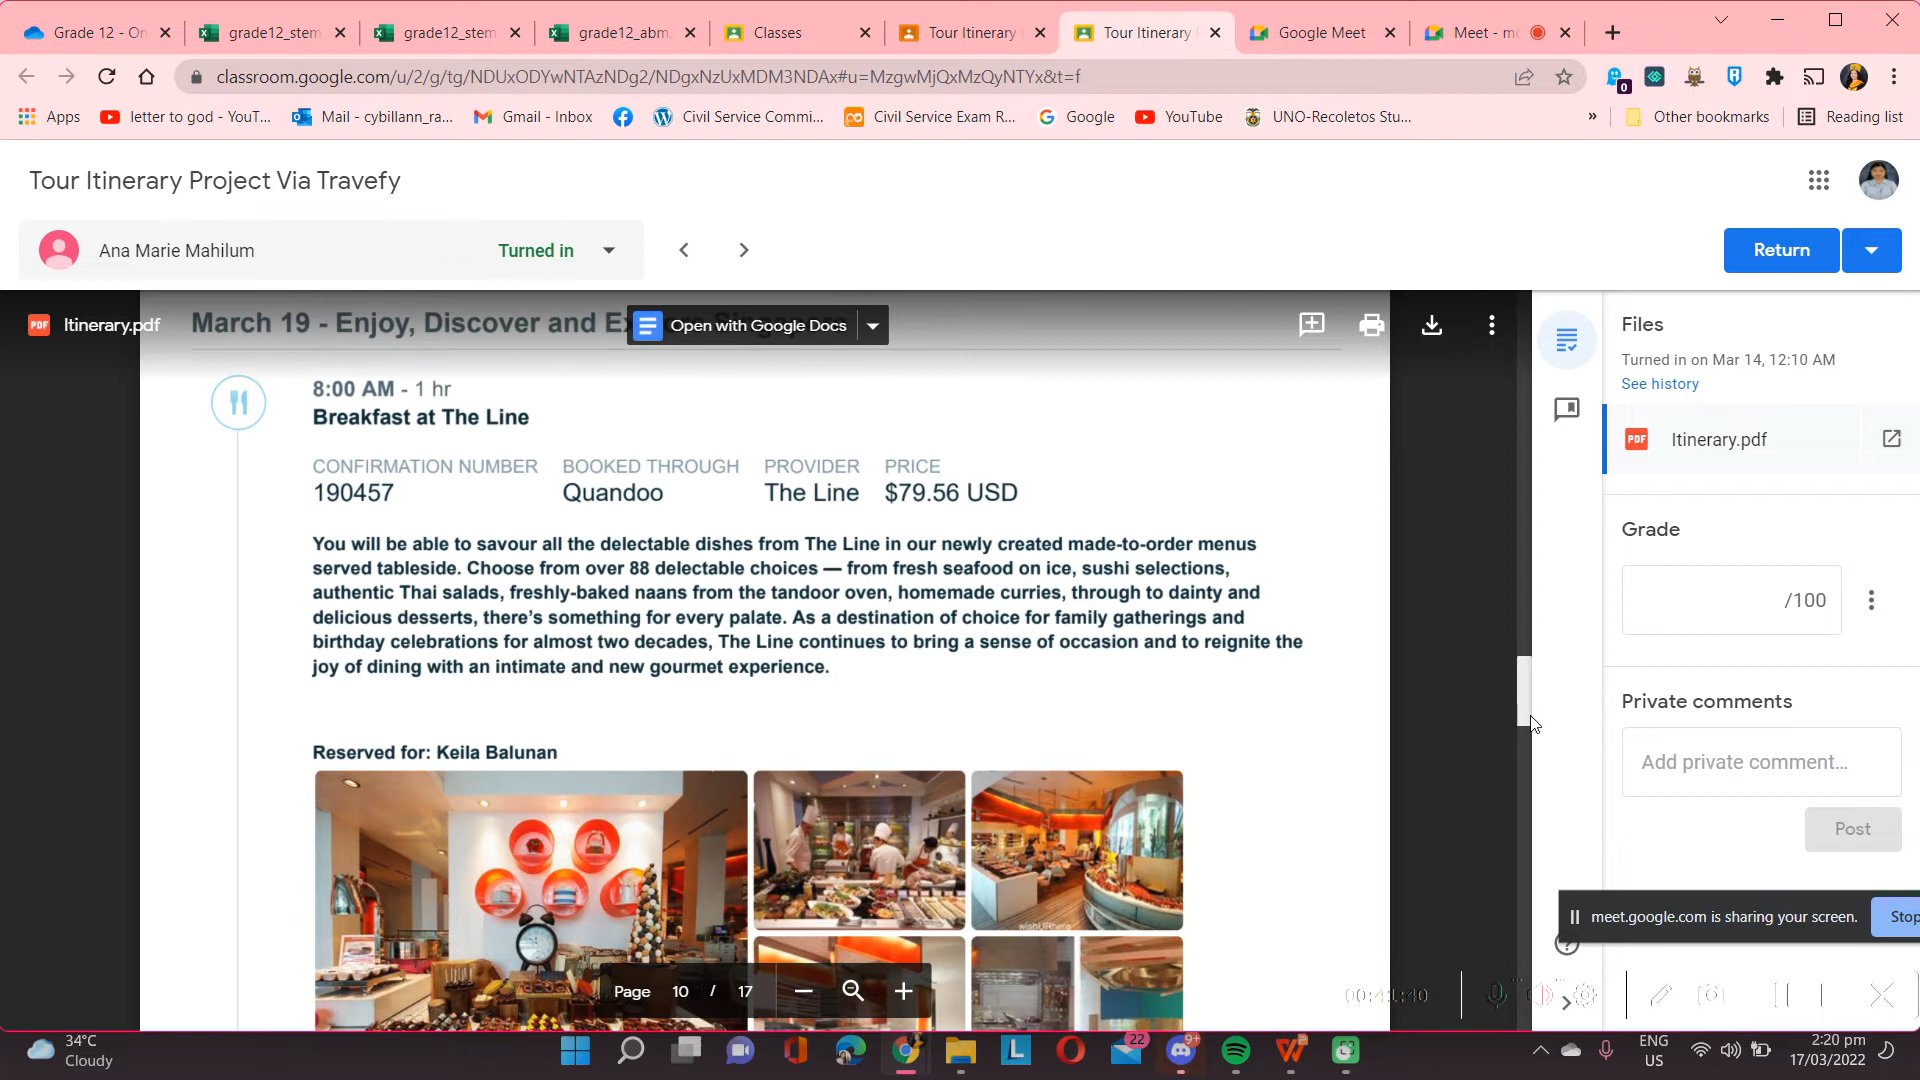 Grade 12 - On
grade12_stem
grade12_stem
grade12_abm
Classes
Tour Itinerary
Tour Itinerary
Google Meet
Meet - m
classroom.google.com/u/2/g/tg/NDUxODYwNTAzNDg2/NDgxNzUxMDM3NDAx#u=MzgwMjQxMzQyNTYx&t=f
0
Apps
letter to god - YouT...
Mail - cybillann_ra...
Gmail - Inbox
Civil Service Commi...
Civil Service Exam R...
Google
YouTube
UNO-Recoletos Stu...
»
Other bookmarks
Reading list
Tour Itinerary Project Via Travefy
Ana Marie Mahilum
Turned in
Return
PDF
Itinerary.pdf
March 19 - Enjoy, Discover and
Open with Google Docs
8:00 AM - 1 hr
Breakfast at The Line
CONFIRMATION NUMBER BOOKED THROUGH PROVIDER PRICE
190457 Quandoo The Line $79.56 USD
You will be able to savour all the delectable dishes from The Line in our newly created made-to-order menus
served tableside. Choose from over 88 delectable choices — from fresh seafood on ice, sushi selections,
authentic Thai salads, freshly-baked naans from the tandoor oven, homemade curries, through to dainty and
delicious desserts, there's something for every palate. As a destination of choice for family gatherings and
birthday celebrations for almost two decades, The Line continues to bring a sense of occasion and to reignite the
joy of dining with an intimate and new gourmet experience.
Reserved for: Keila Balunan
wishURhere
Page 10 / 17
Files
Turned in on Mar 14, 12:10 AM
See history
PDF
Itinerary.pdf
Grade
/100
Private comments
Add private comment...
Post
meet.google.com is sharing your screen.
Stop
00:41:40
34°C
Cloudy
22
9+
ENG
US
2:20 pm
17/03/2022